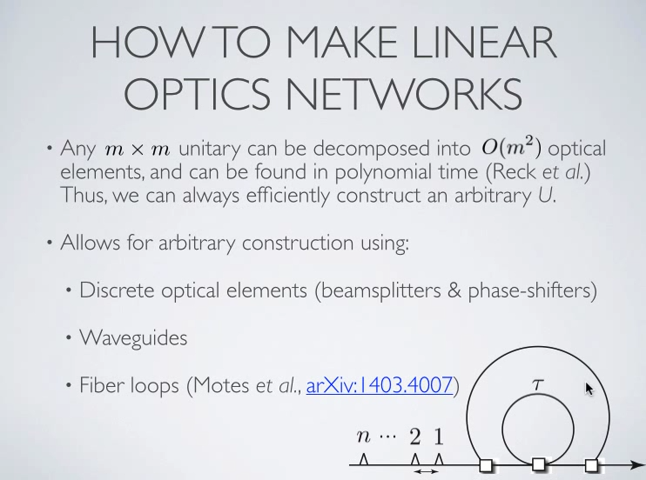 HOW TO MAKE LINEAR
OPTICS NETWORKS
• Any m × m unitary can be decomposed into O(m²) optical
elements, and can be found in polynomial time (Reck et al.)
Thus, we can always efficiently construct an arbitrary U.
• Allows for arbitrary construction using:
• Discrete optical elements (beamsplitters & phase-shifters)
• Waveguides
• Fiber loops (Motes et al., arXiv:1403.4007)
τ
n ··· 2 1